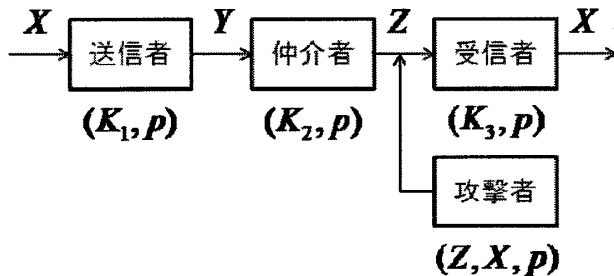 X Y Z X
送信者 仲介者 受信者
(K₁, p) (K₂, p) (K₃, p)
攻撃者
(Z, X, p)